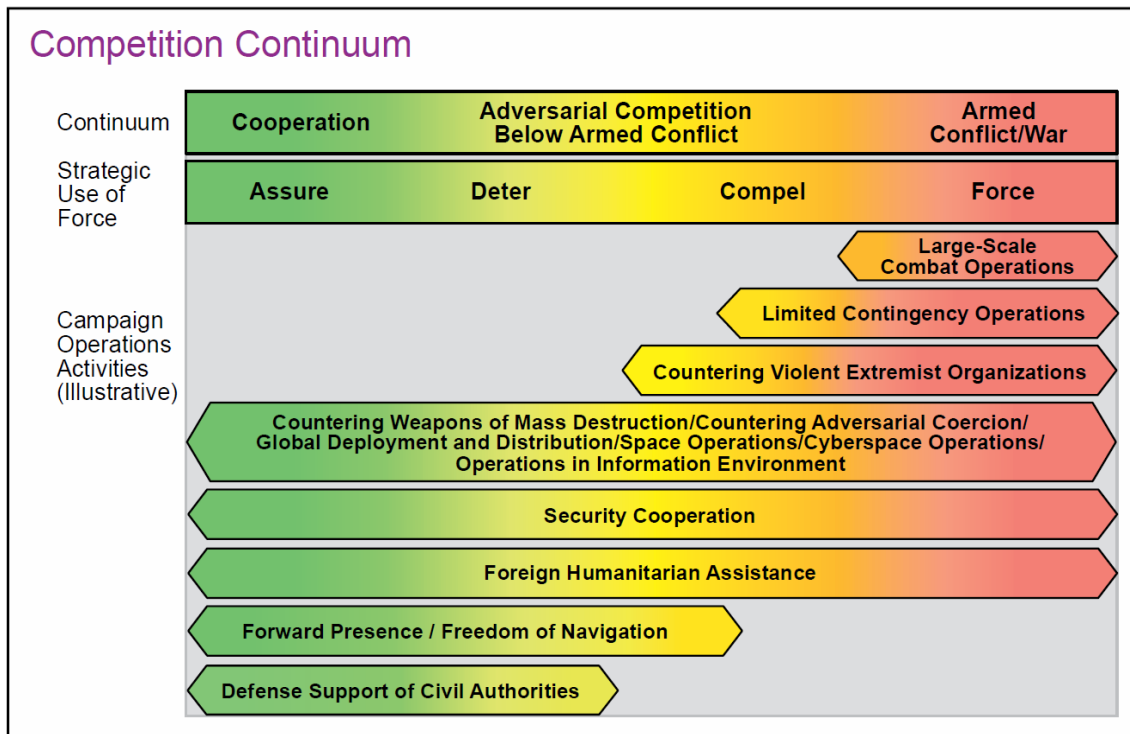 Competition Continuum
Continuum
Cooperation
Adversarial Competition
Below Armed Conflict
Armed
Conflict/War
Strategic
Use of
Force
Assure
Deter
Compel
Force
Campaign
Operations
Activities
(Illustrative)
Large-Scale
Combat Operations
Limited Contingency Operations
Countering Violent Extremist Organizations
Countering Weapons of Mass Destruction/Countering Adversarial Coercion/
Global Deployment and Distribution/Space Operations/Cyberspace Operations/
Operations in Information Environment
Security Cooperation
Foreign Humanitarian Assistance
Forward Presence / Freedom of Navigation
Defense Support of Civil Authorities